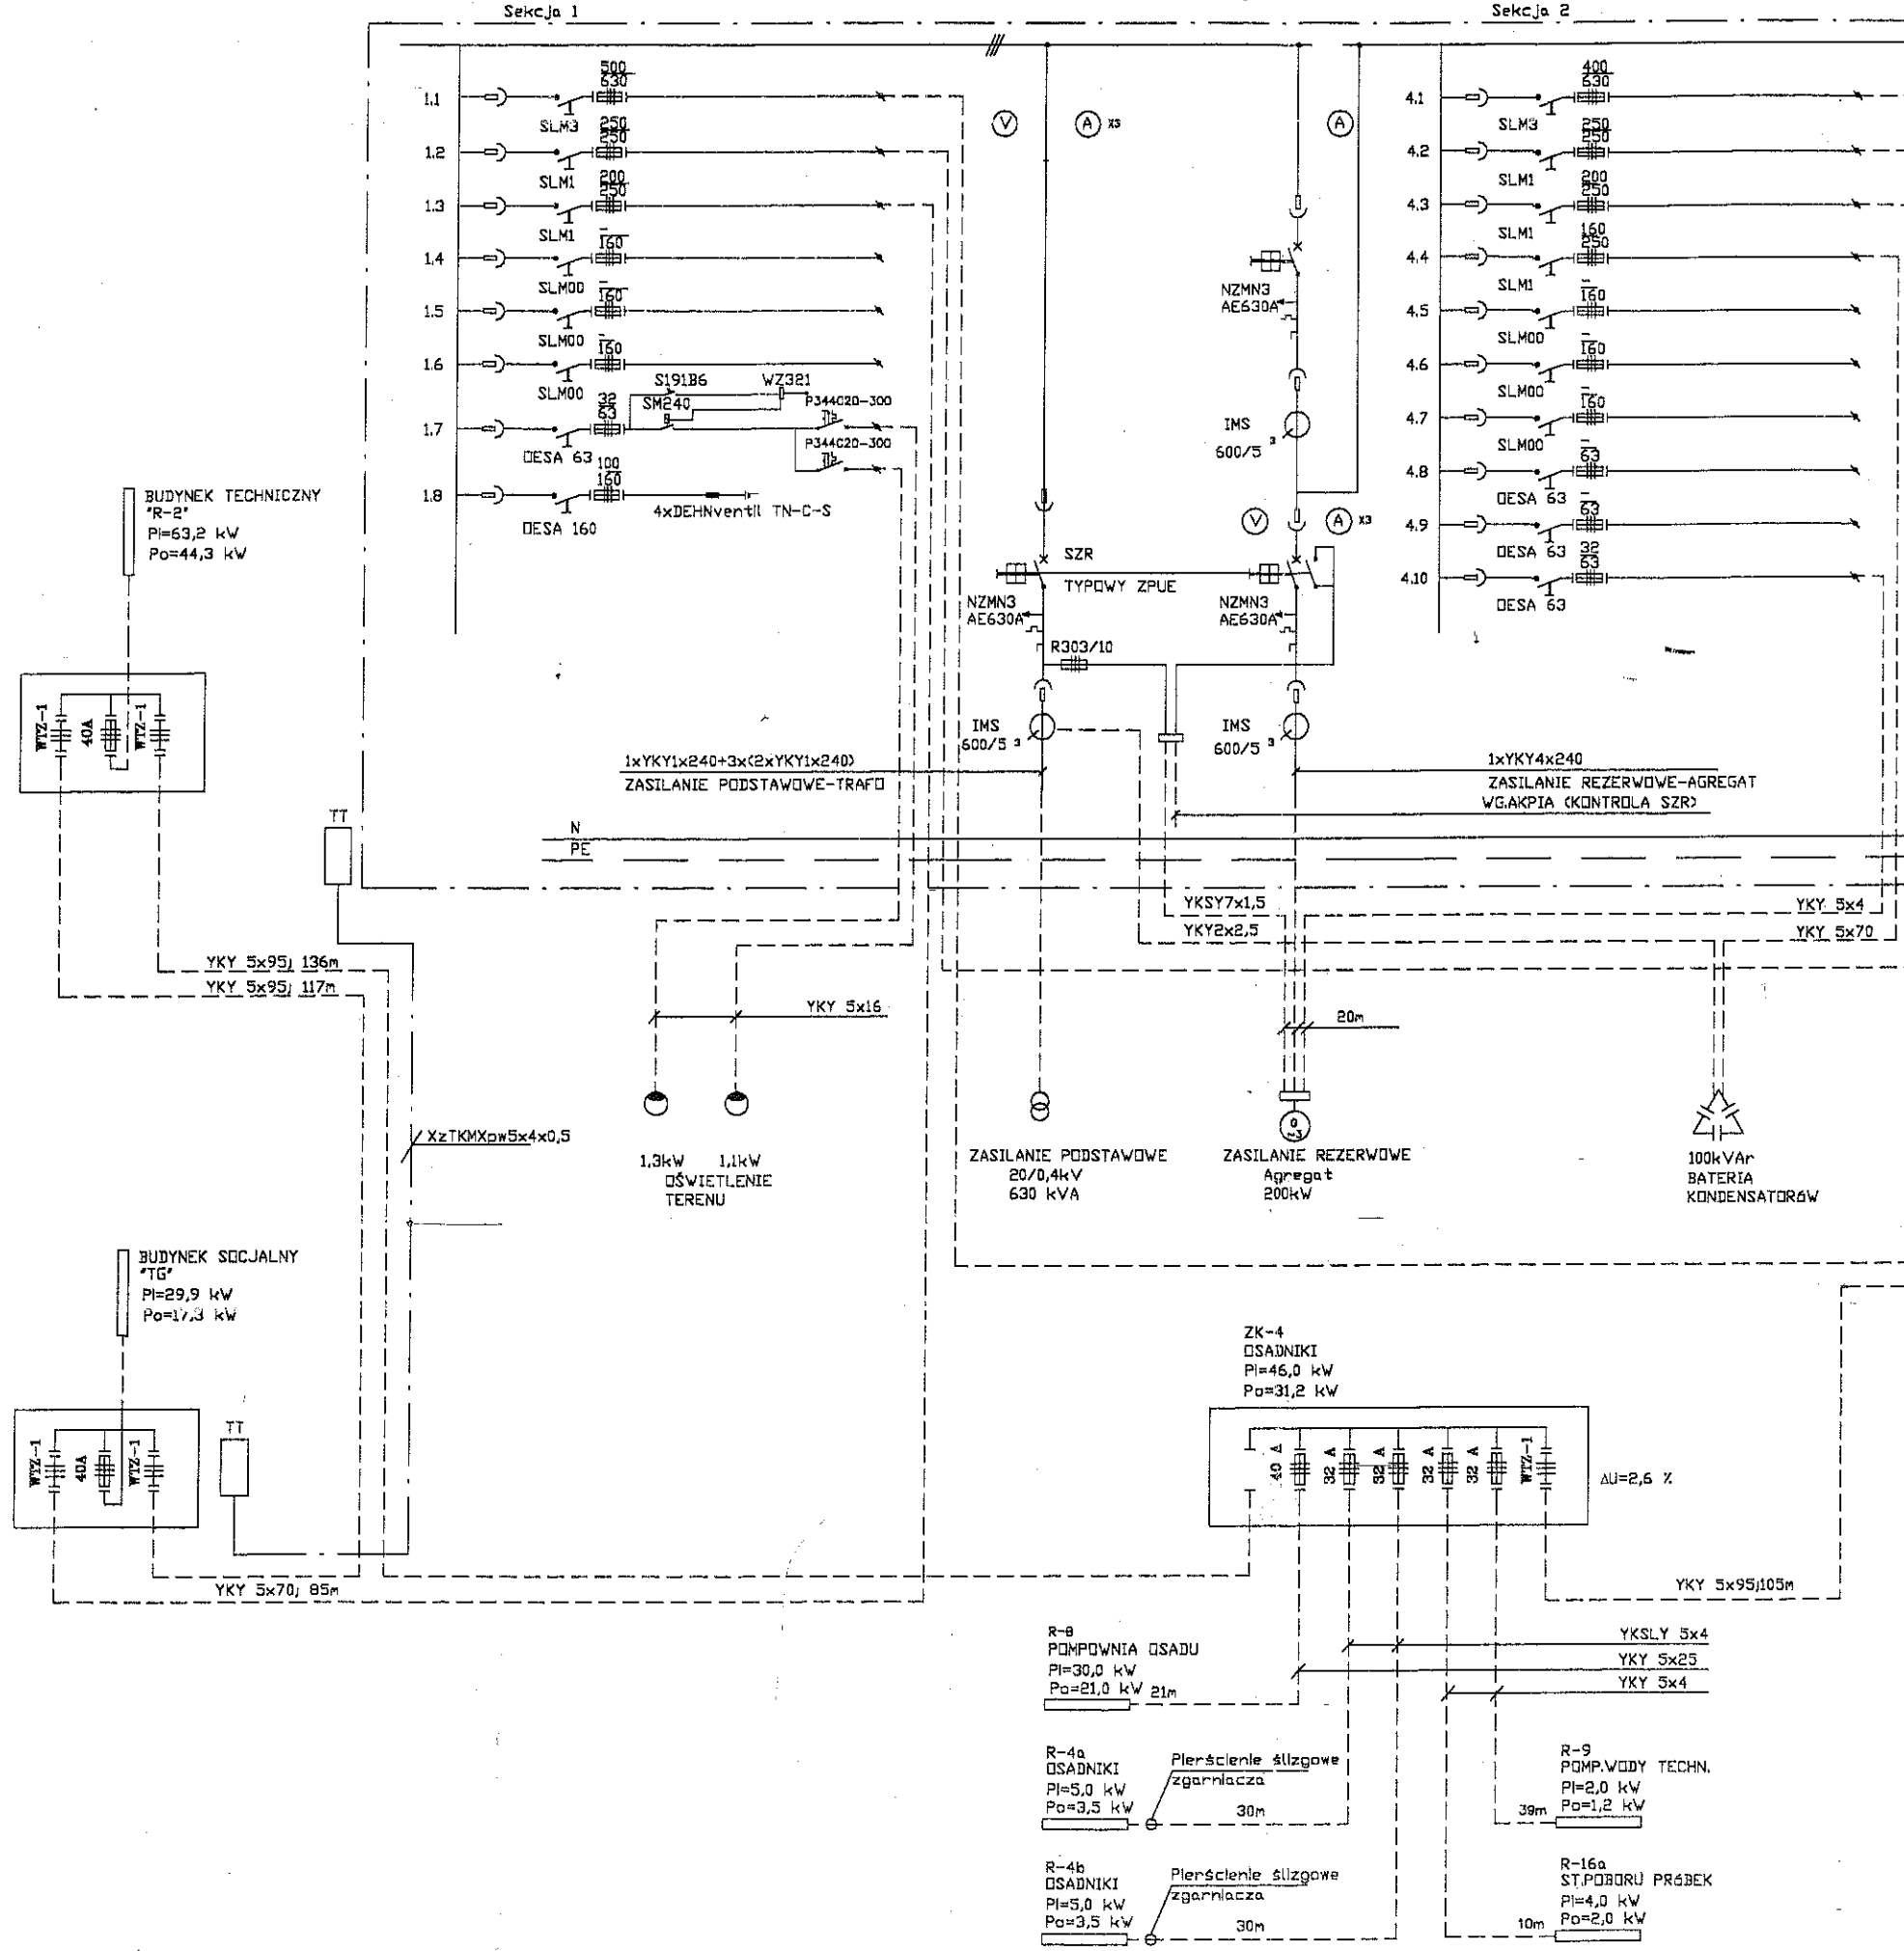 Sekcja 1
Sekcja 2
1.1
500
630
SLM3
1.2
250
250
SLM1
1.3
200
250
SLM1
1.4
-
160
SLM00
1.5
-
160
SLM00
1.6
-
160
SLM00
1.7
32
63
DESA 63
S191B6
SM240
WZ321
P344C20-300
P344C20-300
1.8
100
160
DESA 160
4xDEHNventil TN-C-S
V
A x3
A
NZMN3
AE630A
IMS
600/5 3
V
A x3
SZR
TYPOWY ZPUE
NZMN3
AE630A
NZMN3
AE630A
R303/10
IMS
600/5 3
IMS
600/5 3
4.1
400
630
SLM3
4.2
250
250
SLM1
4.3
200
250
SLM1
4.4
160
250
SLM1
4.5
-
160
SLM00
4.6
-
160
SLM00
4.7
-
160
SLM00
4.8
-
63
DESA 63
4.9
-
63
DESA 63
4.10
32
63
DESA 63
1xYKY1x240+3x(2xYKY1x240)
ZASILANIE PODSTAWOWE-TRAFO
1xYKY4x240
ZASILANIE REZERWOWE-AGREGAT
WG.AKPIA (KONTROLA SZR)
N
PE
BUDYNEK TECHNICZNY
"R-2"
Pi=63,2 kW
Po=44,3 kW
WTZ-1
40A
WTZ-1
TT
YKY 5x95; 136m
YKY 5x95; 117m
YKSY7x1,5
YKY2x2,5
YKY 5x4
YKY 5x70
YKY 5x16
20m
XzTKMXpw5x4x0,5
1,3kW
1,1kW
OŚWIETLENIE
TERENU
ZASILANIE PODSTAWOWE
20/0,4kV
630 kVA
G
~3
ZASILANIE REZERWOWE
Agregat
200kW
100kVAr
BATERIA
KONDENSATORóW
BUDYNEK SOCJALNY
"TG"
Pi=29,9 kW
Po=17,3 kW
WTZ-1
40A
WTZ-1
TT
YKY 5x70; 85m
ZK-4
OSADNIKI
Pi=46,0 kW
Po=31,2 kW
40 A
32 A
32 A
32 A
32 A
WTZ-1
ΔU=2,6 %
YKY 5x95;105m
YKSLY 5x4
YKY 5x25
YKY 5x4
R-8
POMPOWNIA OSADU
Pi=30,0 kW
Po=21,0 kW
21m
R-4a
OSADNIKI
Pi=5,0 kW
Po=3,5 kW
Pierścienie ślizgowe
zgarniacza
30m
R-9
POMP.WODY TECHN.
Pi=2,0 kW
Po=1,2 kW
39m
R-4b
OSADNIKI
Pi=5,0 kW
Po=3,5 kW
Pierścienie ślizgowe
zgarniacza
30m
R-16a
ST.POBORU PRóBEK
Pi=4,0 kW
Po=2,0 kW
10m